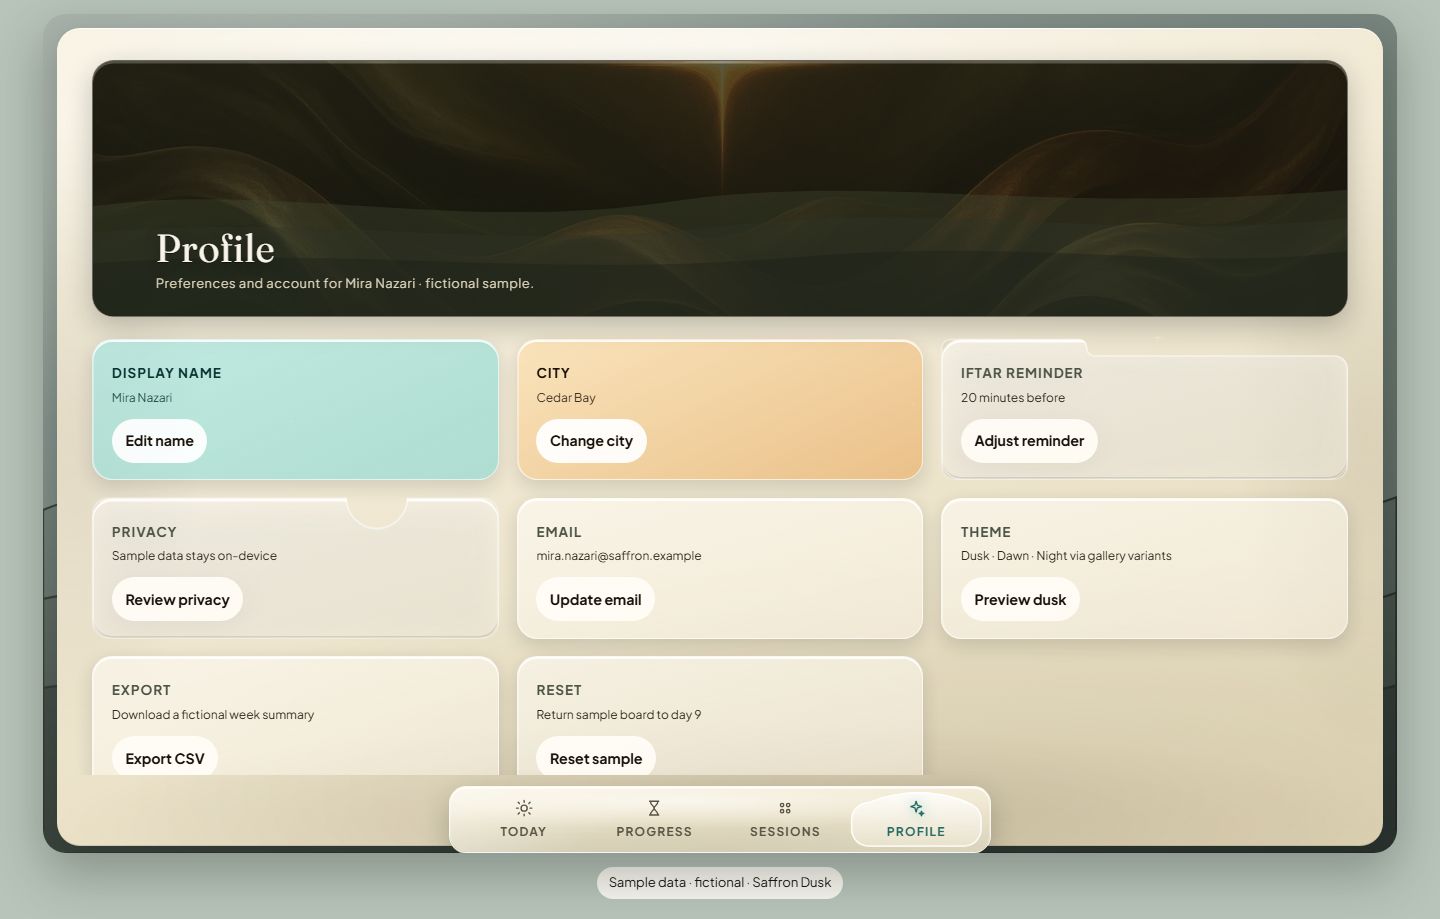 Profile
Preferences and account for Mira Nazari · fictional sample.
DISPLAY NAME
Mira Nazari
Edit name
CITY
Cedar Bay
Change city
IFTAR REMINDER
20 minutes before
Adjust reminder
PRIVACY
Sample data stays on-device
Review privacy
EMAIL
mira.nazari@saffron.example
Update email
THEME
Dusk · Dawn · Night via gallery variants
Preview dusk
EXPORT
Download a fictional week summary
Export CSV
RESET
Return sample board to day 9
Reset sample
TODAY
PROGRESS
SESSIONS
PROFILE
Sample data · fictional · Saffron Dusk